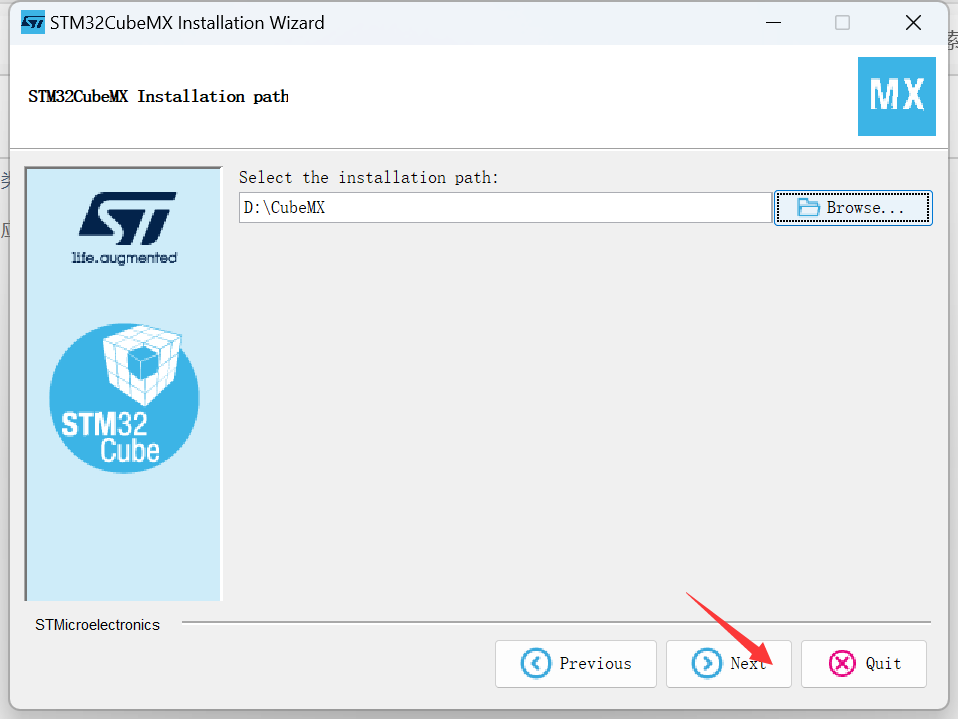 STM32CubeMX Installation Wizard
STM32CubeMX Installation path
MX
Select the installation path:
D:\CubeMX
Browse...
ST
life.augmented
STM32
Cube
STMicroelectronics
Previous
Next
Quit